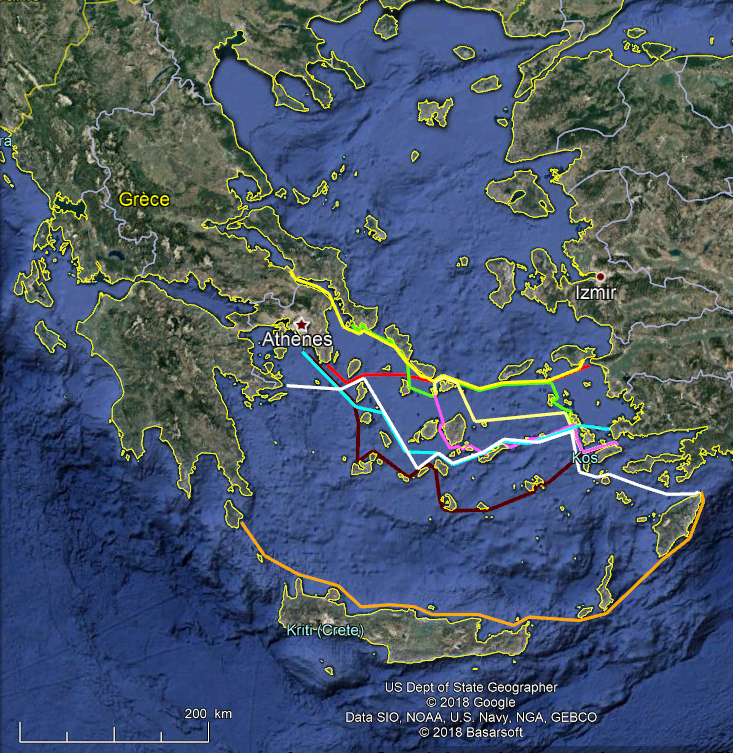 ra
Grèce
Izmir
Athènes
Kos
Kriti (Crete)
US Dept of State Geographer
© 2018 Google
200 km
Data SIO, NOAA, U.S. Navy, NGA, GEBCO
© 2018 Basarsoft